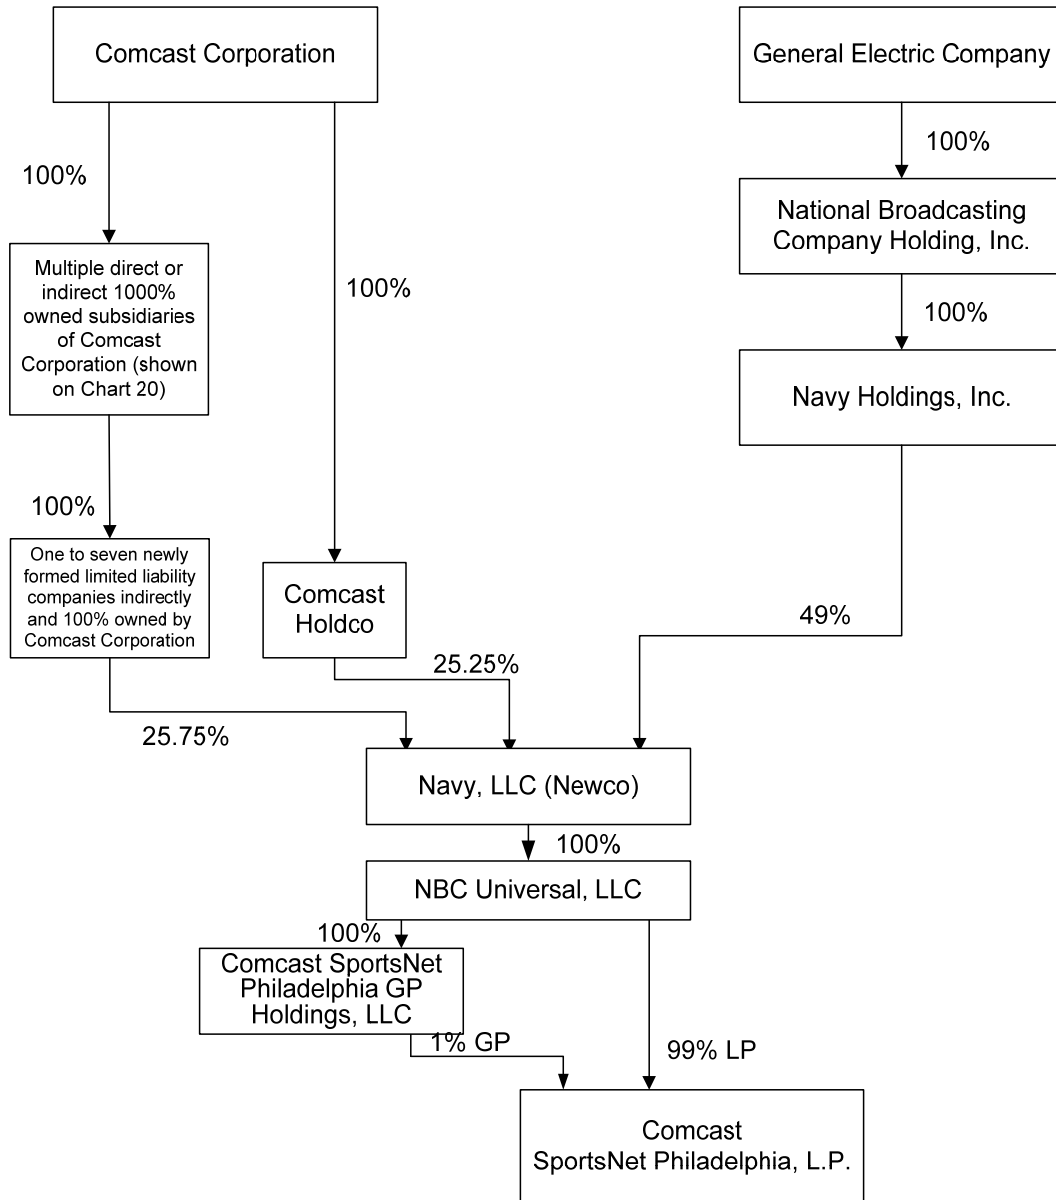 Comcast Corporation
General Electric Company
100%
100%
National Broadcasting
Company Holding, Inc.
Multiple direct or
indirect 1000%
owned subsidiaries
of Comcast
Corporation (shown
on Chart 20)
100%
100%
Navy Holdings, Inc.
100%
One to seven newly
formed limited liability
companies indirectly
and 100% owned by
Comcast Corporation
Comcast
Holdco
49%
25.25%
25.75%
Navy, LLC (Newco)
100%
NBC Universal, LLC
100%
Comcast SportsNet
Philadelphia GP
Holdings, LLC
1% GP
99% LP
Comcast
SportsNet Philadelphia, L.P.